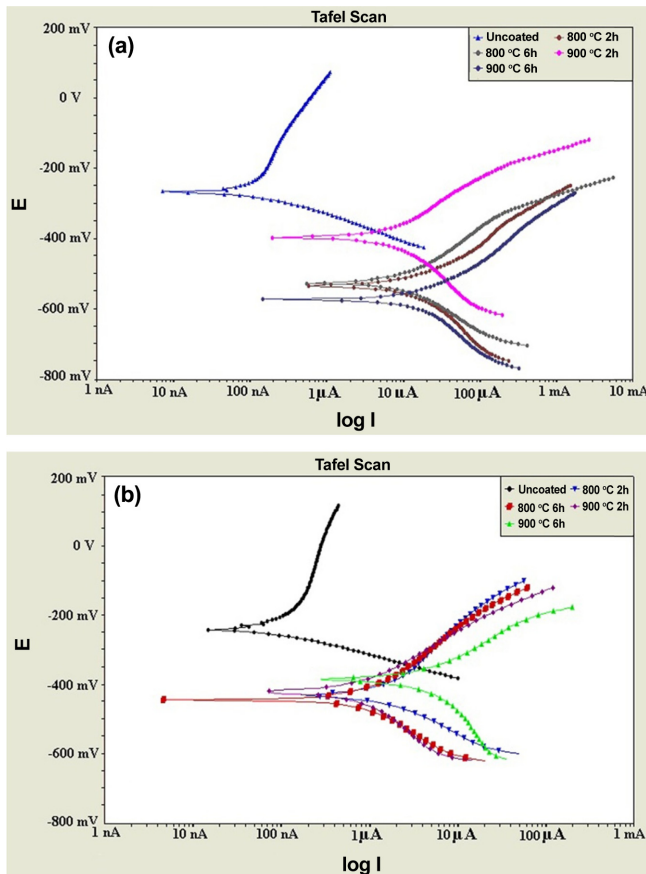 Tafel Scan
(a)
Uncoated
800 °C 2h
800 °C 6h
900 °C 2h
900 °C 6h
200 mV
0 V
-200 mV
-400 mV
-600 mV
-800 mV
E
1 nA
10 nA
100 nA
1μA
10 μA
100μA
1 mA
10 mA
log I
Tafel Scan
(b)
Uncoated
800 °C 2h
800 °C 6h
900 °C 2h
900 °C 6h
200 mV
0 V
-200 mV
-400 mV
-600 mV
-800 mV
E
1 nA
10 nA
100 nA
1μA
10μA
100μA
1 mA
log I